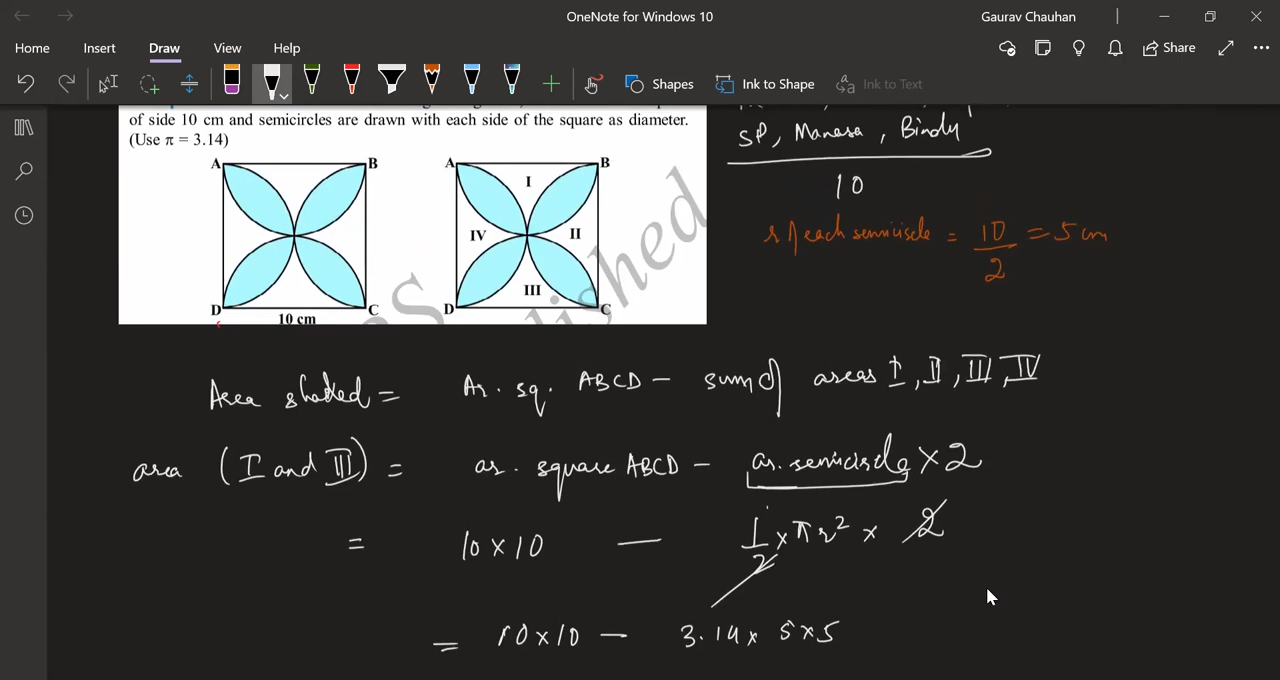 OneNote for Windows 10
Gaurav Chauhan
Home Insert Draw View Help
Share
Shapes Ink to Shape Ink to Text
of side 10 cm and semicircles are drawn with each side of the square as diameter.
(Use π = 3.14)
A B A B
I
IV II
III
D C D C
10 cm
SP, Manasa, Bindy
10
r of each semicircle = 10/2 = 5 cm
Area shaded = Ar. sq. ABCD – sum of areas I, II, III, IV
area (I and III) = ar. square ABCD – ar. semicircle × 2
= 10 × 10 – 1/2 × πr² × 2
= 10 × 10 – 3.14 × 5 × 5